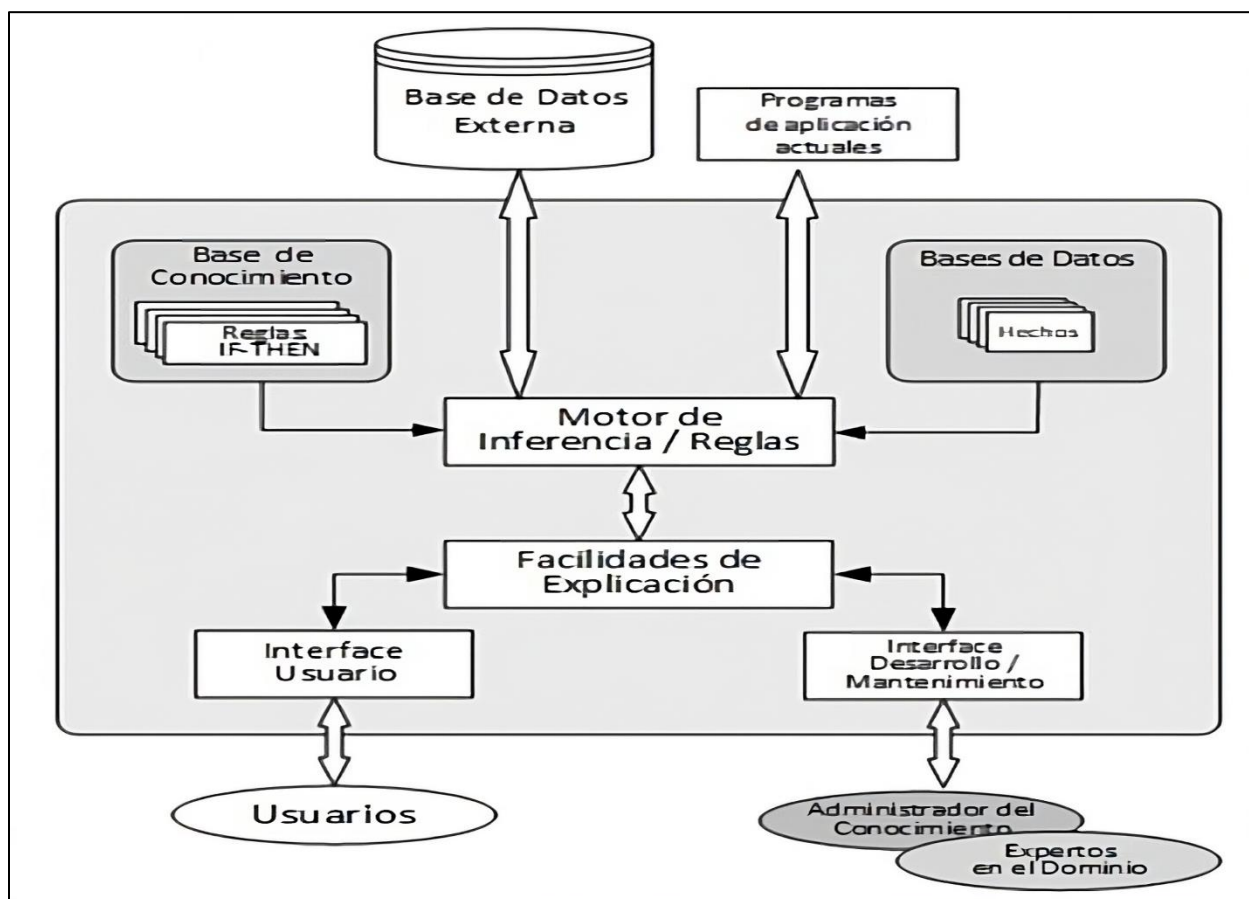 Base de Datos
Externa
Programas
de aplicación
actuales
Base de
Conocimiento
Reglas
IF-THEN
Bases de Datos
Hechos
Motor de
Inferencia / Reglas
Facilidades de
Explicación
Interface
Usuario
Interface
Desarrollo /
Mantenimiento
Usuarios
Administrador del
Conocimiento
Expertos
en el Dominio